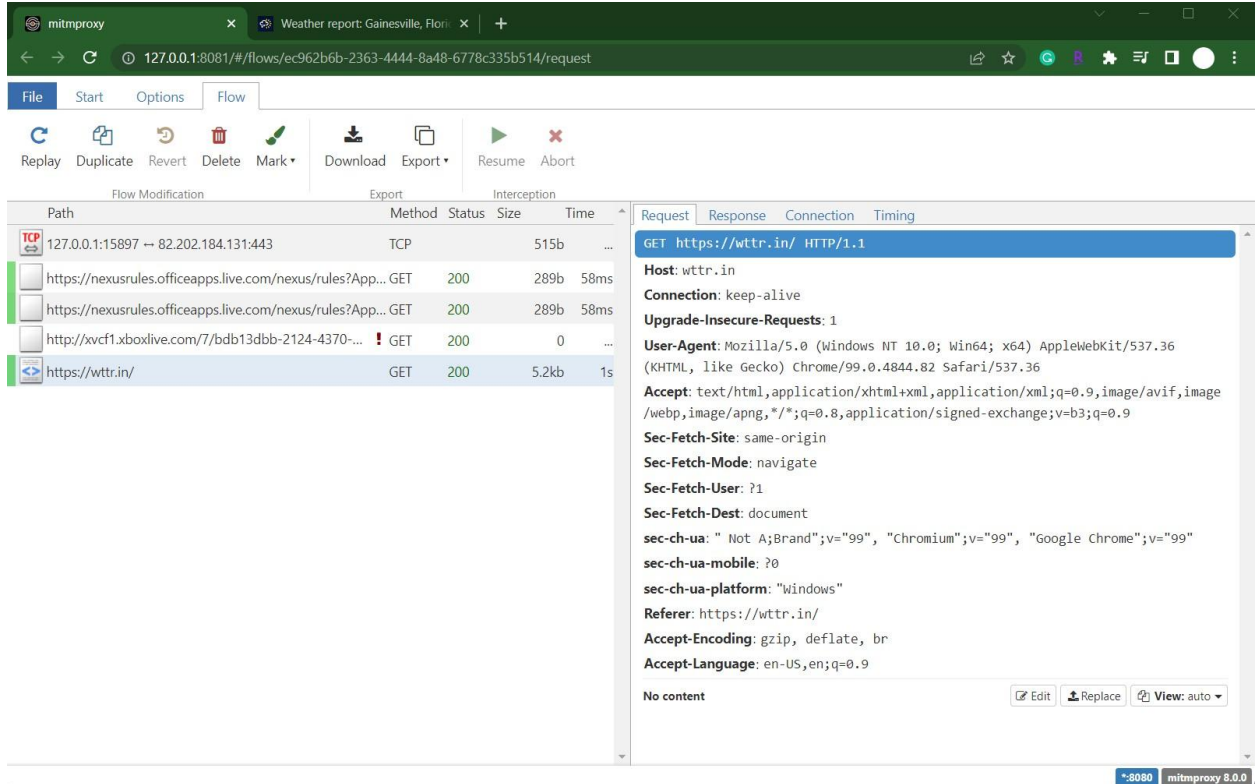 mitmproxy
Weather report: Gainesville, Flori
127.0.0.1:8081/#/flows/ec962b6b-2363-4444-8a48-6778c335b514/request
File Start Options Flow
Replay Duplicate Revert Delete Mark Download Export Resume Abort
Flow Modification Export Interception
Path Method Status Size Time
TCP 127.0.0.1:15897 ↔ 82.202.184.131:443 TCP 515b ...
https://nexusrules.officeapps.live.com/nexus/rules?App... GET 200 289b 58ms
https://nexusrules.officeapps.live.com/nexus/rules?App... GET 200 289b 58ms
http://xvcf1.xboxlive.com/7/bdb13dbb-2124-4370-... ! GET 200 0 ...
https://wttr.in/ GET 200 5.2kb 1s
Request Response Connection Timing
GET https://wttr.in/ HTTP/1.1
Host: wttr.in
Connection: keep-alive
Upgrade-Insecure-Requests: 1
User-Agent: Mozilla/5.0 (Windows NT 10.0; Win64; x64) AppleWebKit/537.36
(KHTML, like Gecko) Chrome/99.0.4844.82 Safari/537.36
Accept: text/html,application/xhtml+xml,application/xml;q=0.9,image/avif,image
/webp,image/apng,*/*;q=0.8,application/signed-exchange;v=b3;q=0.9
Sec-Fetch-Site: same-origin
Sec-Fetch-Mode: navigate
Sec-Fetch-User: ?1
Sec-Fetch-Dest: document
sec-ch-ua: " Not A;Brand";v="99", "Chromium";v="99", "Google Chrome";v="99"
sec-ch-ua-mobile: ?0
sec-ch-ua-platform: "Windows"
Referer: https://wttr.in/
Accept-Encoding: gzip, deflate, br
Accept-Language: en-US,en;q=0.9
No content Edit Replace View: auto
*:8080 mitmproxy 8.0.0